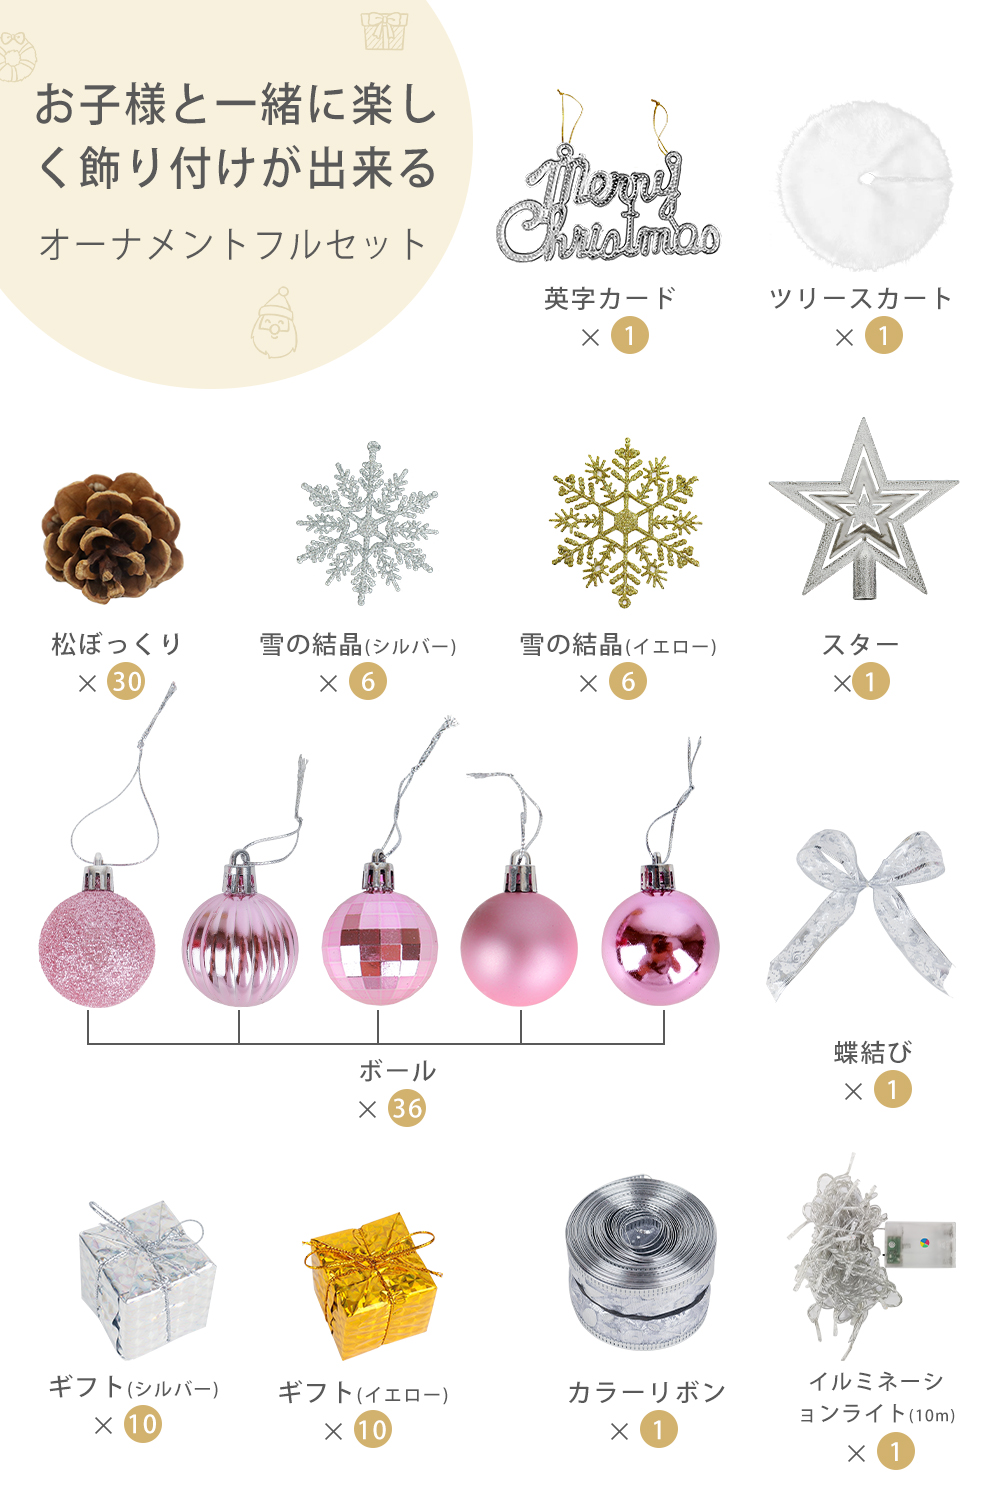 お子様と一緒に楽し
く飾り付けが出来る
オーナメントフルセット
Merry
Christmas
英字カード
× 1
ツリースカート
× 1
松ぼっくり
× 30
雪の結晶(シルバー)
× 6
雪の結晶(イエロー)
× 6
スター
×1
ボール
× 36
蝶結び
× 1
ギフト(シルバー)
× 10
ギフト(イエロー)
× 10
カラーリボン
× 1
イルミネーシ
ョンライト(10m)
× 1